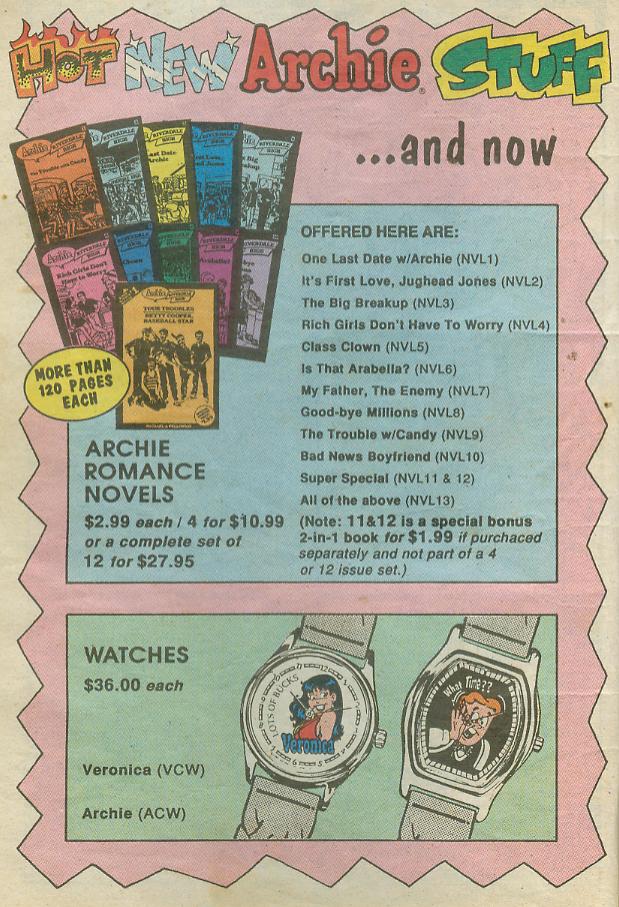 HOT NEW Archie STUFF
...and now
OFFERED HERE ARE:
One Last Date w/Archie (NVL1)
It's First Love, Jughead Jones (NVL2)
The Big Breakup (NVL3)
Rich Girls Don't Have To Worry (NVL4)
Class Clown (NVL5)
Is That Arabella? (NVL6)
My Father, The Enemy (NVL7)
Good-bye Millions (NVL8)
The Trouble w/Candy (NVL9)
Bad News Boyfriend (NVL10)
Super Special (NVL11 & 12)
All of the above (NVL13)
(Note: 11&12 is a special bonus
2-in-1 book for $1.99 if purchased
separately and not part of a 4
or 12 issue set.)
MORE THAN
120 PAGES
EACH
ARCHIE
ROMANCE
NOVELS
$2.99 each / 4 for $10.99
or a complete set of
12 for $27.95
WATCHES
$36.00 each
Veronica (VCW)
Archie (ACW)
LOTS OF BUCKS
Veronica
What Time??